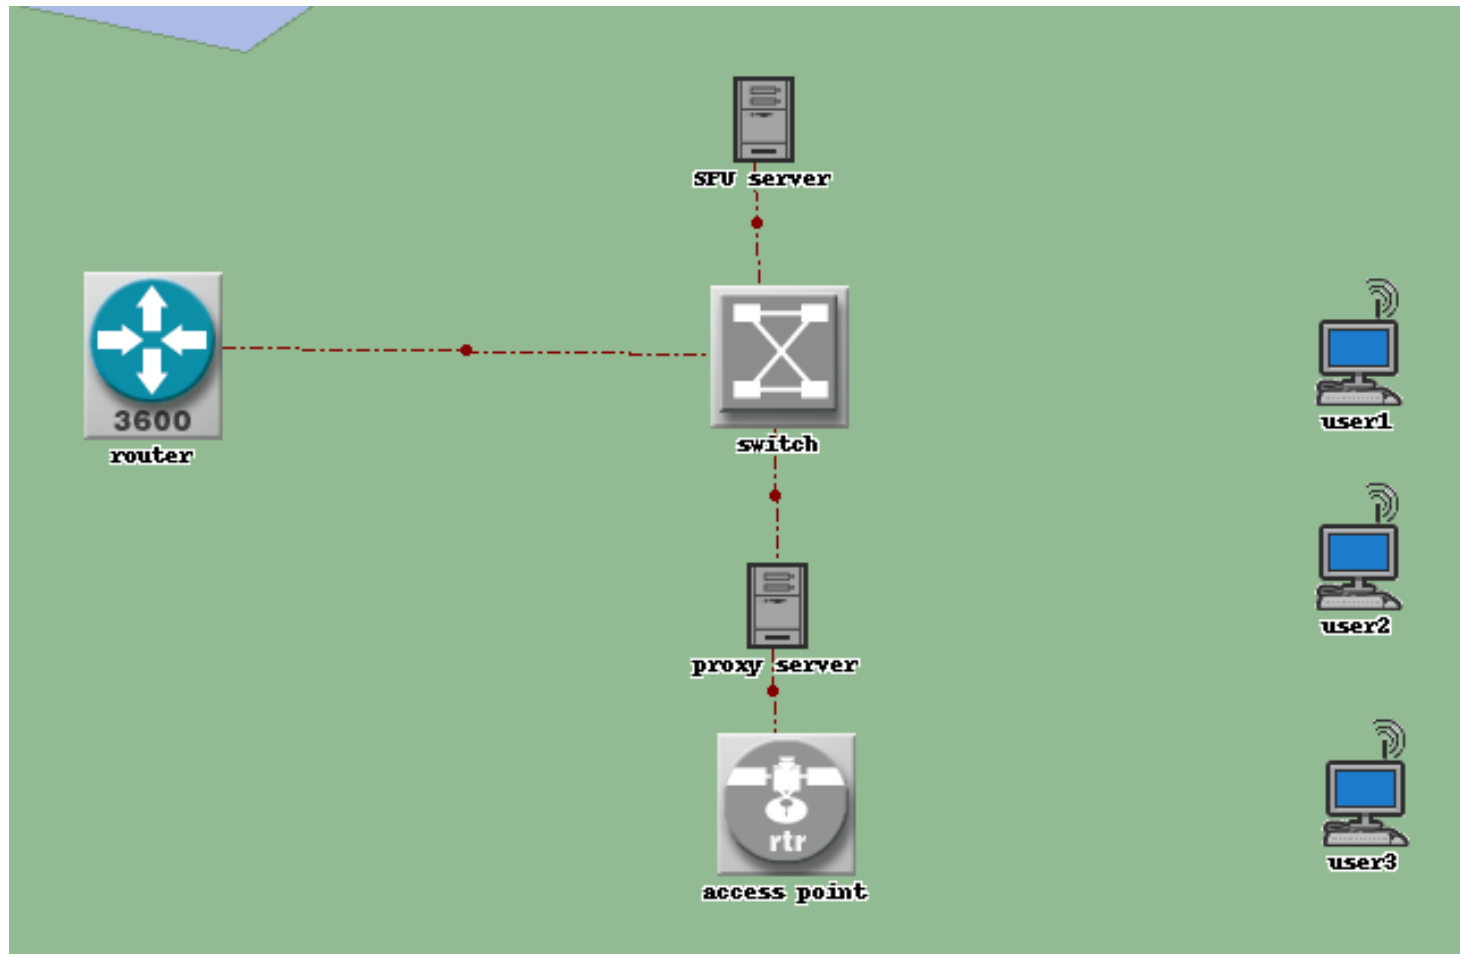 SFU server
3600
router
switch
user1
user2
proxy server
rtr
access point
user3